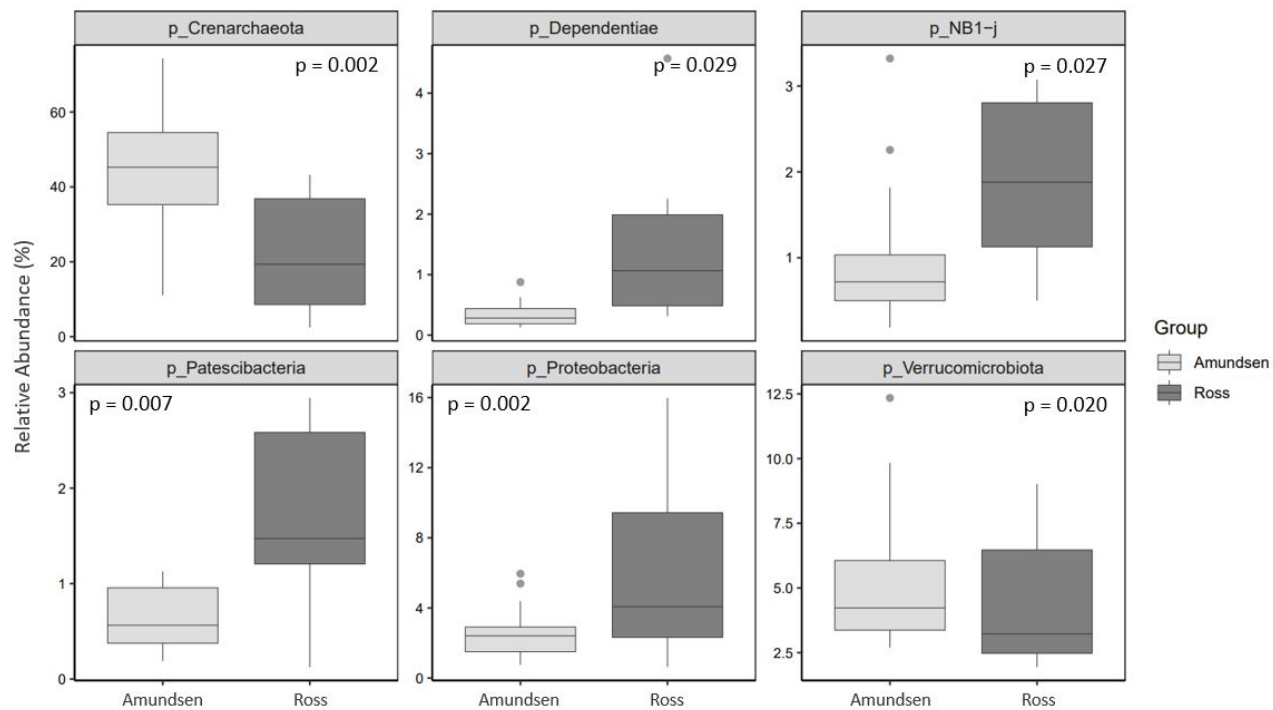 p_Crenarchaeota
p_Dependentiae
p_NB1−j
p = 0.002
p = 0.029
p = 0.027
60
40
20
0
4
3
2
1
0
3
2
1
Relative Abundance (%)
p_Patescibacteria
p_Proteobacteria
p_Verrucomicrobiota
p = 0.007
p = 0.002
p = 0.020
3
2
1
0
16
12
8
4
0
12.5
10.0
7.5
5.0
2.5
Amundsen Ross
Amundsen Ross
Amundsen Ross
Group
Amundsen
Ross